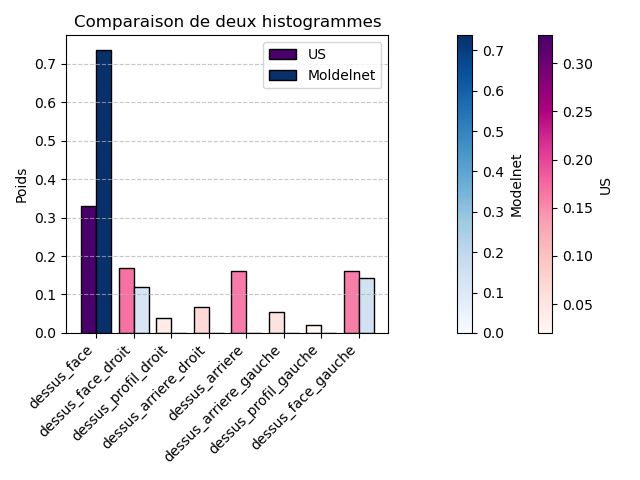 Comparaison de deux histogrammes
US
Moldelnet
Poids
0.7
0.6
0.5
0.4
0.3
0.2
0.1
0.0
dessus_face
dessus_face_droit
dessus_profil_droit
dessus_arriere_droit
dessus_arriere
dessus_arriere_gauche
dessus_profil_gauche
dessus_face_gauche
0.7
0.6
0.5
0.4
0.3
0.2
0.1
0.0
Modelnet
0.30
0.25
0.20
0.15
0.10
0.05
US